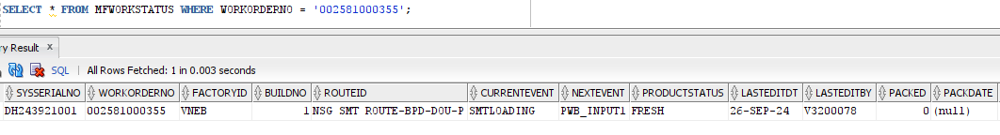 SELECT * FROM MFWORKSTATUS WHERE WORKORDERNO = '002581000355';
ry Result x
SQL | All Rows Fetched: 1 in 0.003 seconds
SYSSERIALNO WORKORDERNO FACTORYID BUILDNO ROUTEID CURRENTEVENT NEXTEVENT PRODUCTSTATUS LASTEDITDT LASTEDITBY PACKED PACKDATE
DH243921001 002581000355 VNEB 1 NSG SMT ROUTE-BPD-DOU-P SMTLOADING PWB_INPUT1 FRESH 26-SEP-24 V3200078 0 (null)